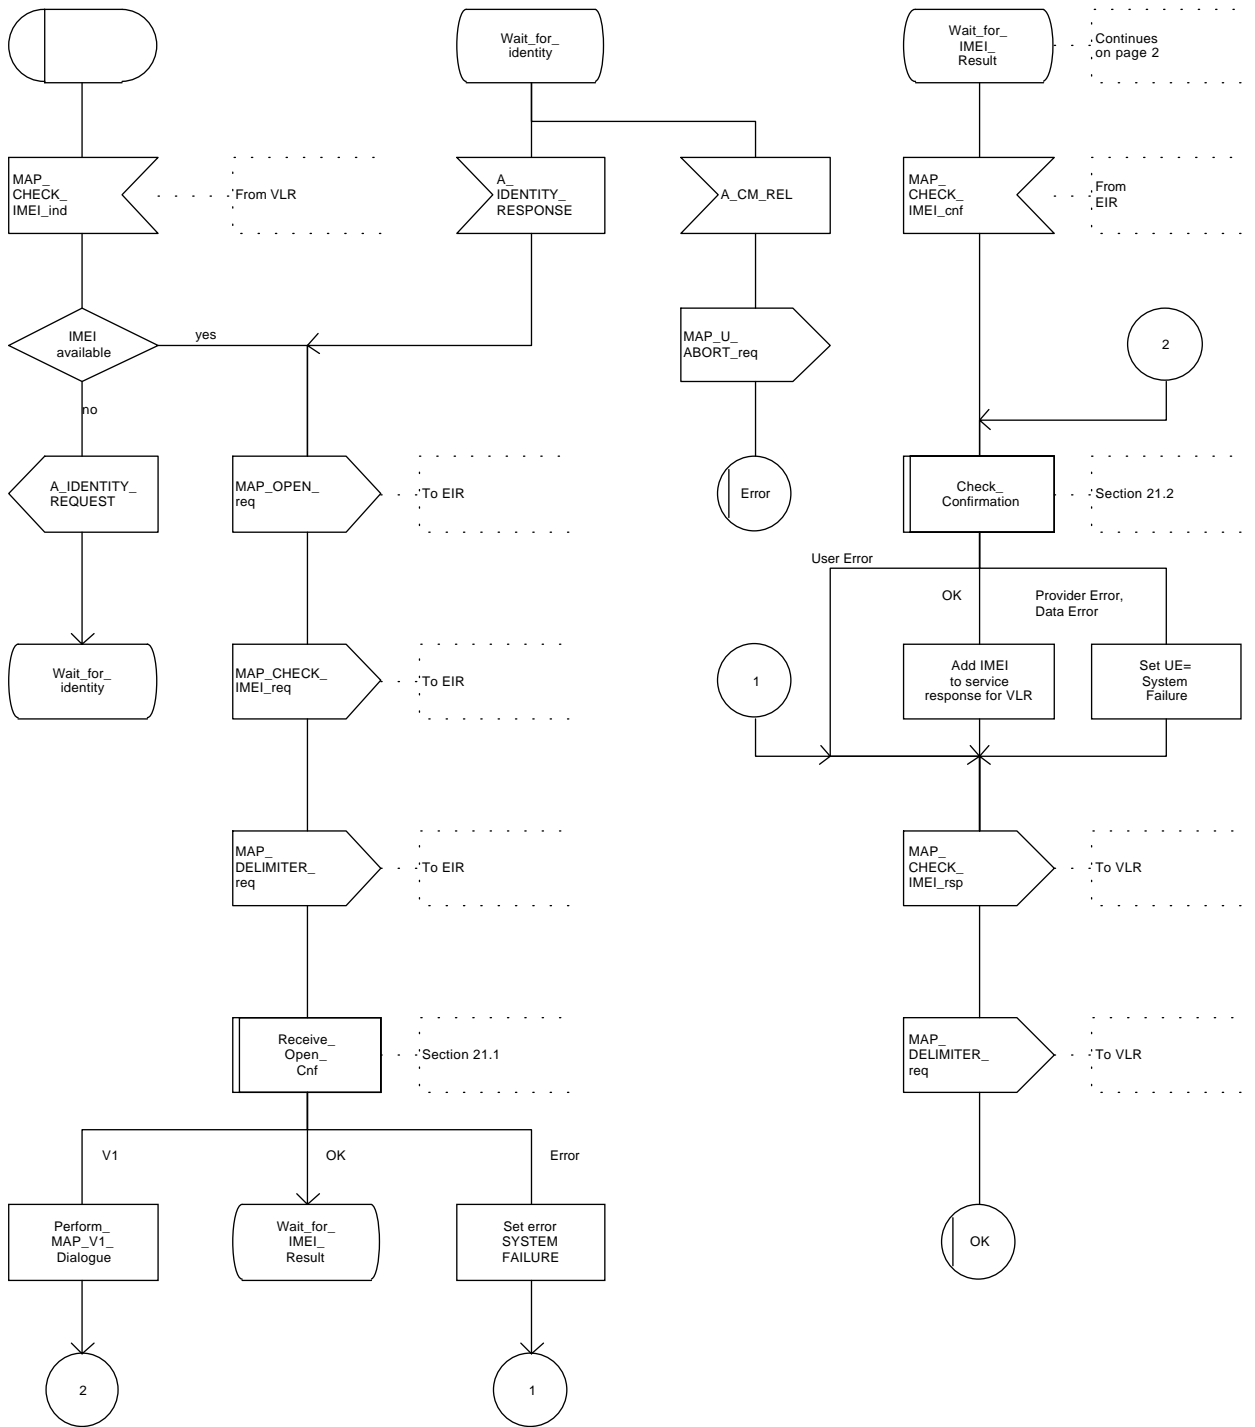 Wait_for_
identity
Wait_for_
IMEI_
Result
Continues
on page 2
MAP_
CHECK_
IMEI_ind
From VLR
A_
IDENTITY_
RESPONSE
A_CM_REL
MAP_
CHECK_
IMEI_cnf
From
EIR
IMEI
available
yes
no
MAP_U_
ABORT_req
2
A_IDENTITY_
REQUEST
MAP_OPEN_
req
To EIR
Error
Check_
Confirmation
Section 21.2
User Error
OK
Provider Error,
Data Error
Wait_for_
identity
MAP_CHECK_
IMEI_req
To EIR
1
Add IMEI
to service
response for VLR
Set UE=
System
Failure
MAP_
DELIMITER_
req
To EIR
MAP_
CHECK_
IMEI_rsp
To VLR
Receive_
Open_
Cnf
Section 21.1
MAP_
DELIMITER_
req
To VLR
V1
OK
Error
Perform_
MAP_V1_
Dialogue
Wait_for_
IMEI_
Result
Set error
SYSTEM
FAILURE
OK
2
1